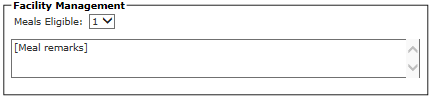 Facility Management
Meals Eligible: 1
[Meal remarks]